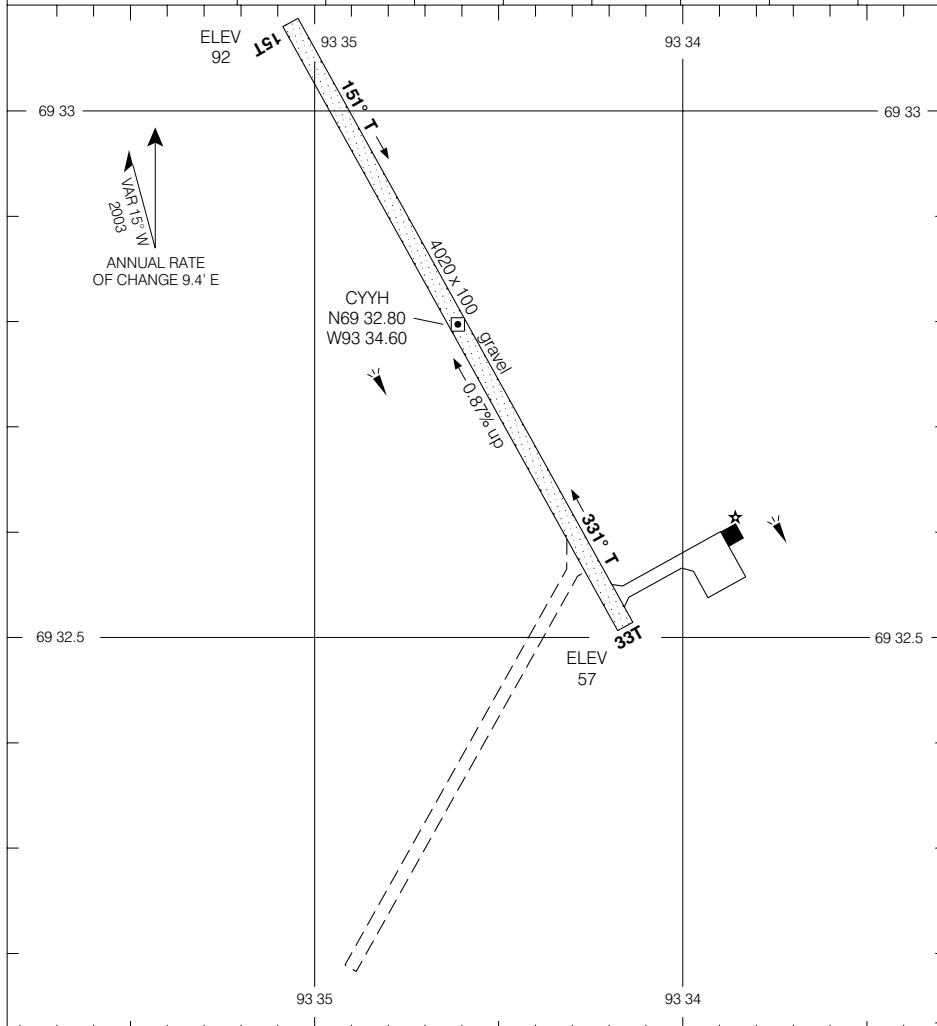 ELEV
92
15T
93 35
93 34
151° T
69 33
69 33
VAR 15° W
2003
ANNUAL RATE
OF CHANGE 9.4' E
4020 x 100
gravel
CYYH
N69 32.80
W93 34.60
0.87% up
331° T
69 32.5
69 32.5
33T
ELEV
57
93 35
93 34